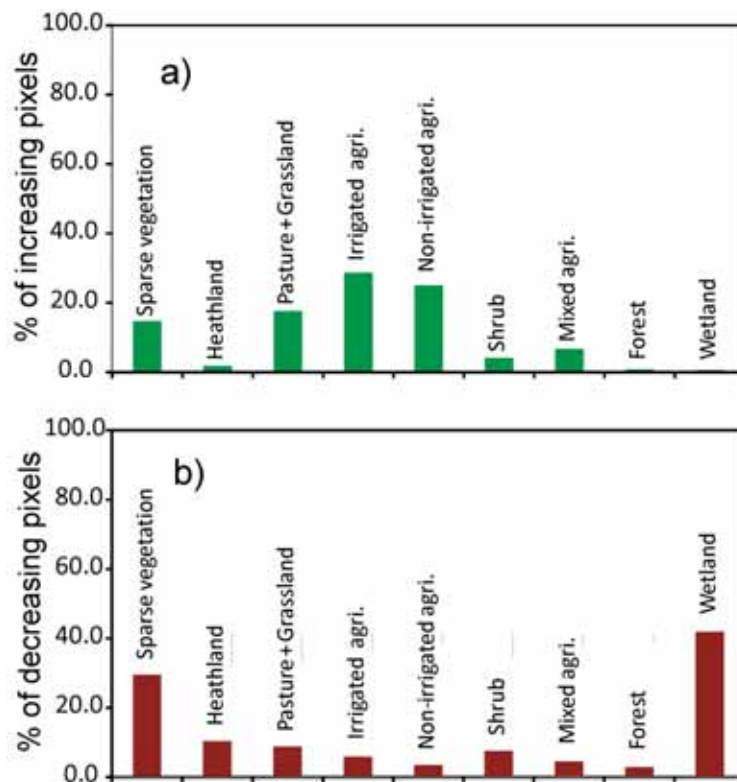 % of increasing pixels
100.0
80.0
60.0
40.0
20.0
0.0
a)
Sparse vegetation
Heathland
Pasture+Grassland
Irrigated agri.
Non-irrigated agri.
Shrub
Mixed agri.
Forest
Wetland
% of decreasing pixels
100.0
80.0
60.0
40.0
20.0
0.0
b)
Sparse vegetation
Heathland
Pasture+Grassland
Irrigated agri.
Non-irrigated agri.
Shrub
Mixed agri.
Forest
Wetland